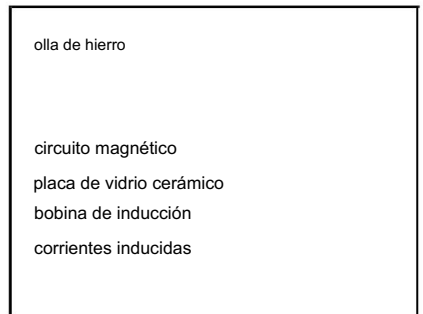 olla de hierro
circuito magnético
placa de vidrio cerámico
bobina de inducción
corrientes inducidas